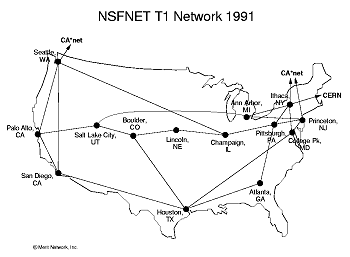 NSFNET T1 Network 1991
CA*net
Seattle,
WA
CA*net
Ithaca,
NY
CERN
Ann Arbor,
MI
Princeton,
NJ
Pittsburgh,
PA
College Pk,
MD
Boulder,
CO
Palo Alto,
CA
Salt Lake City,
UT
Lincoln,
NE
Champaign,
IL
San Diego,
CA
Atlanta,
GA
Houston,
TX
© Merit Network, Inc.